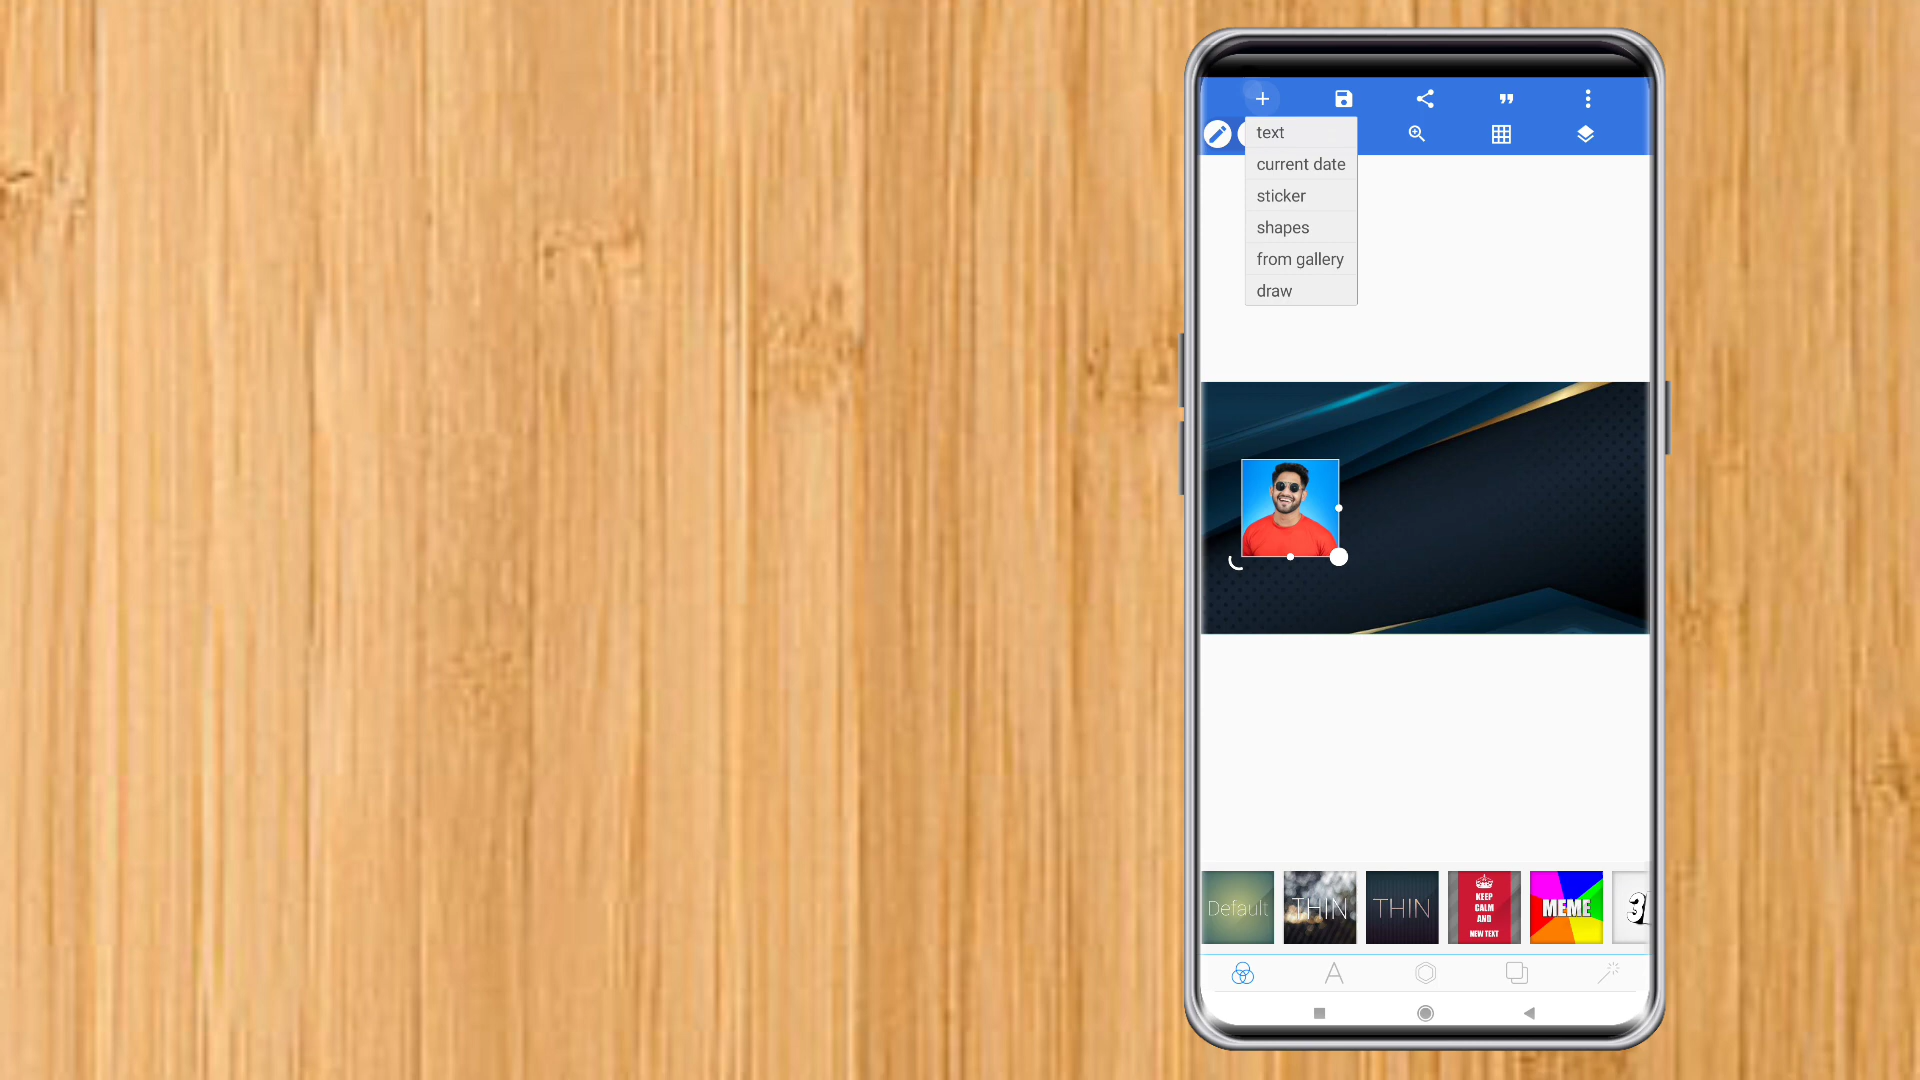 text
current date
sticker
shapes
from gallery
draw
Default
THIN
THIN
KEEP
CALM
AND
NEW TEXT
MEME